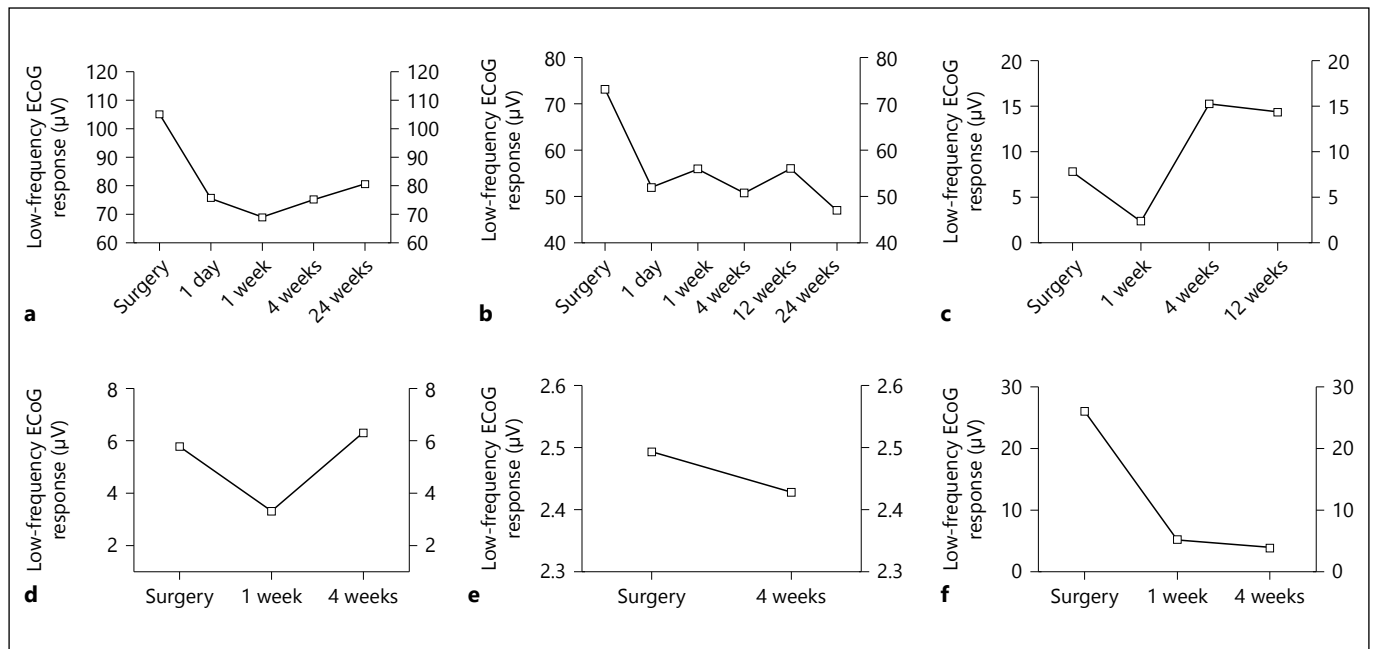 Low-frequency ECoG
response (µV)
120
110
100
90
80
70
60
120
110
100
90
80
70
60
Surgery
1 day
1 week
4 weeks
24 weeks
a
Low-frequency ECoG
response (µV)
80
70
60
50
40
80
70
60
50
40
Surgery
1 day
1 week
4 weeks
12 weeks
24 weeks
b
Low-frequency ECoG
response (µV)
20
15
10
5
0
20
15
10
5
0
Surgery
1 week
4 weeks
12 weeks
c
Low-frequency ECoG
response (µV)
8
6
4
2
8
6
4
2
Surgery
1 week
4 weeks
d
Low-frequency ECoG
response (µV)
2.6
2.5
2.4
2.3
2.6
2.5
2.4
2.3
Surgery
4 weeks
e
Low-frequency ECoG
response (µV)
30
20
10
0
30
20
10
0
Surgery
1 week
4 weeks
f